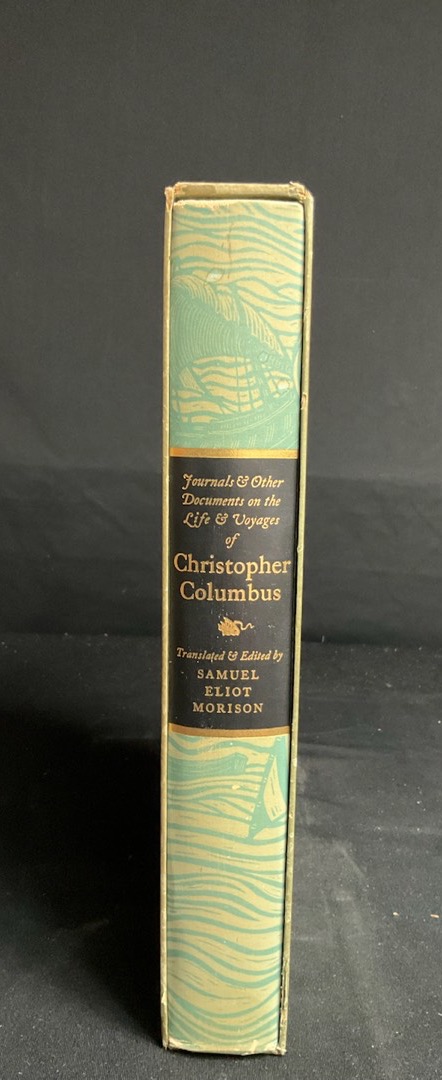 Journals & Other
Documents on the
Life & Voyages
of
Christopher
Columbus
Translated & Edited by
SAMUEL
ELIOT
MORISON